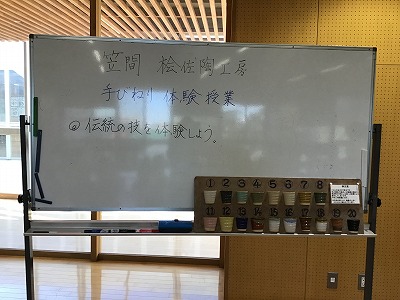 笠間 桧佐陶工房
手びねり 体験授業
◎伝統の技を体験しよう。
1 2 3 4 5 6 7 8
11 12 13 14 15 16 17 18 19 20